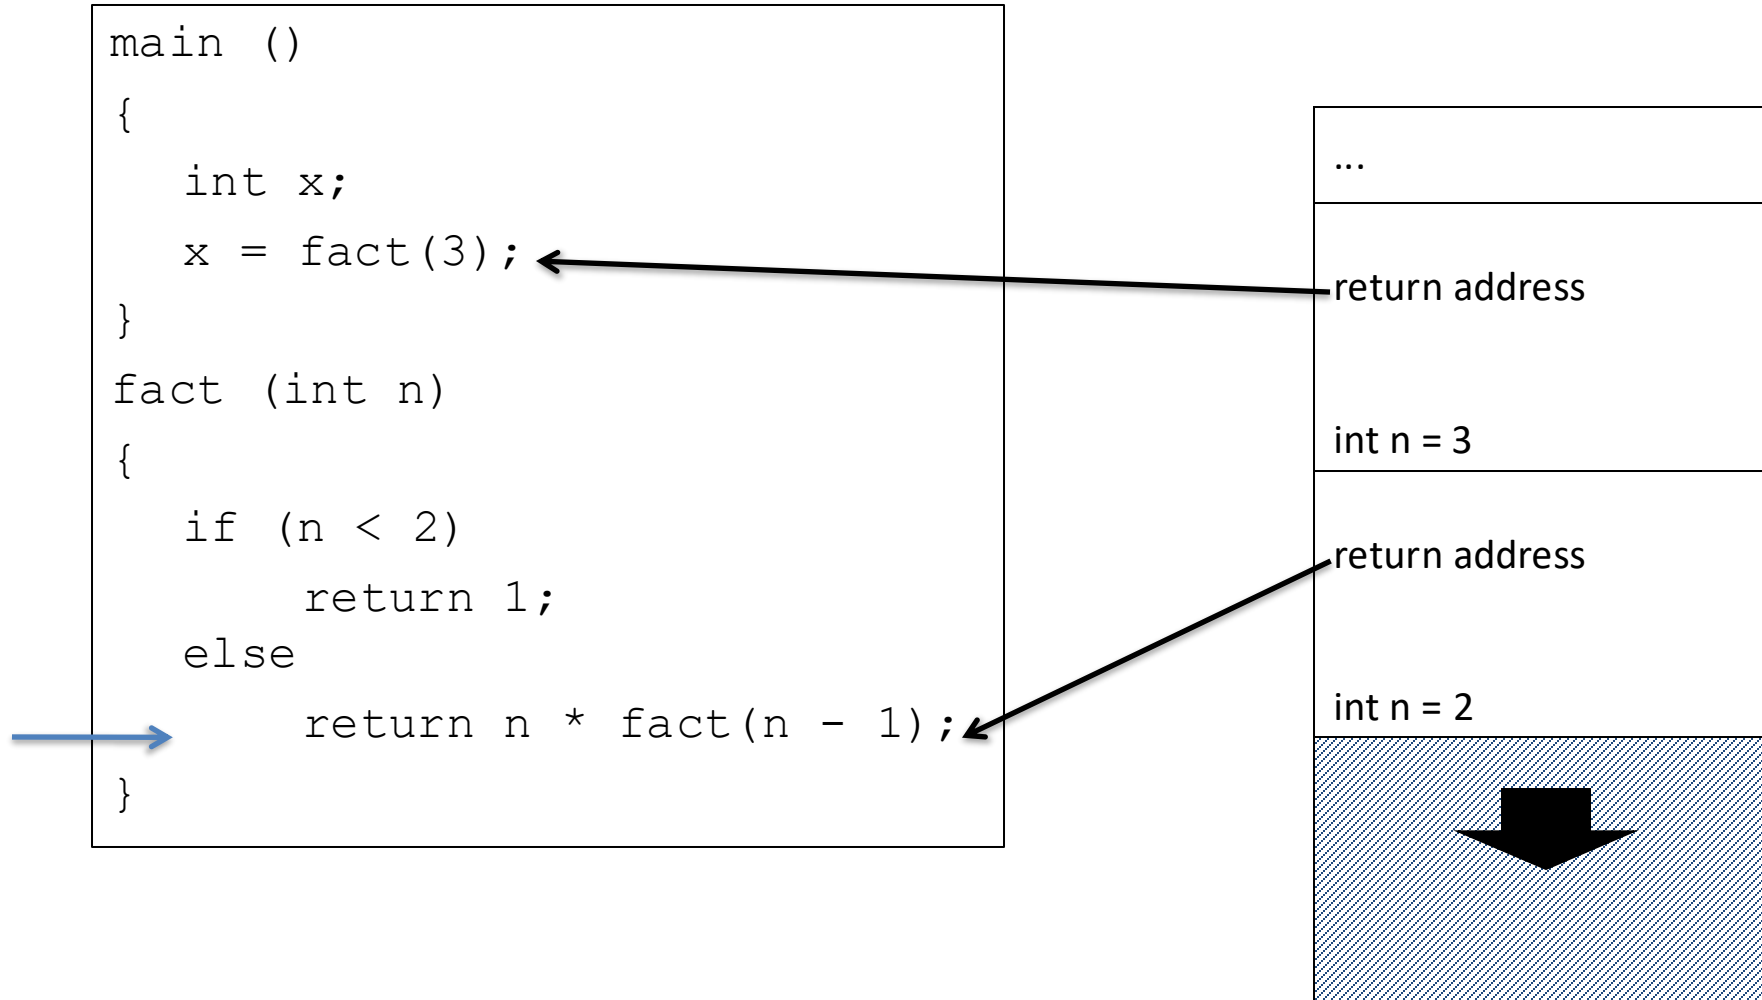 main ()
{
int x;
x = fact(3);
}
fact (int n)
{
if (n < 2)
return 1;
else
return n * fact(n - 1);
}
...
return address
int n = 3
return address
int n = 2